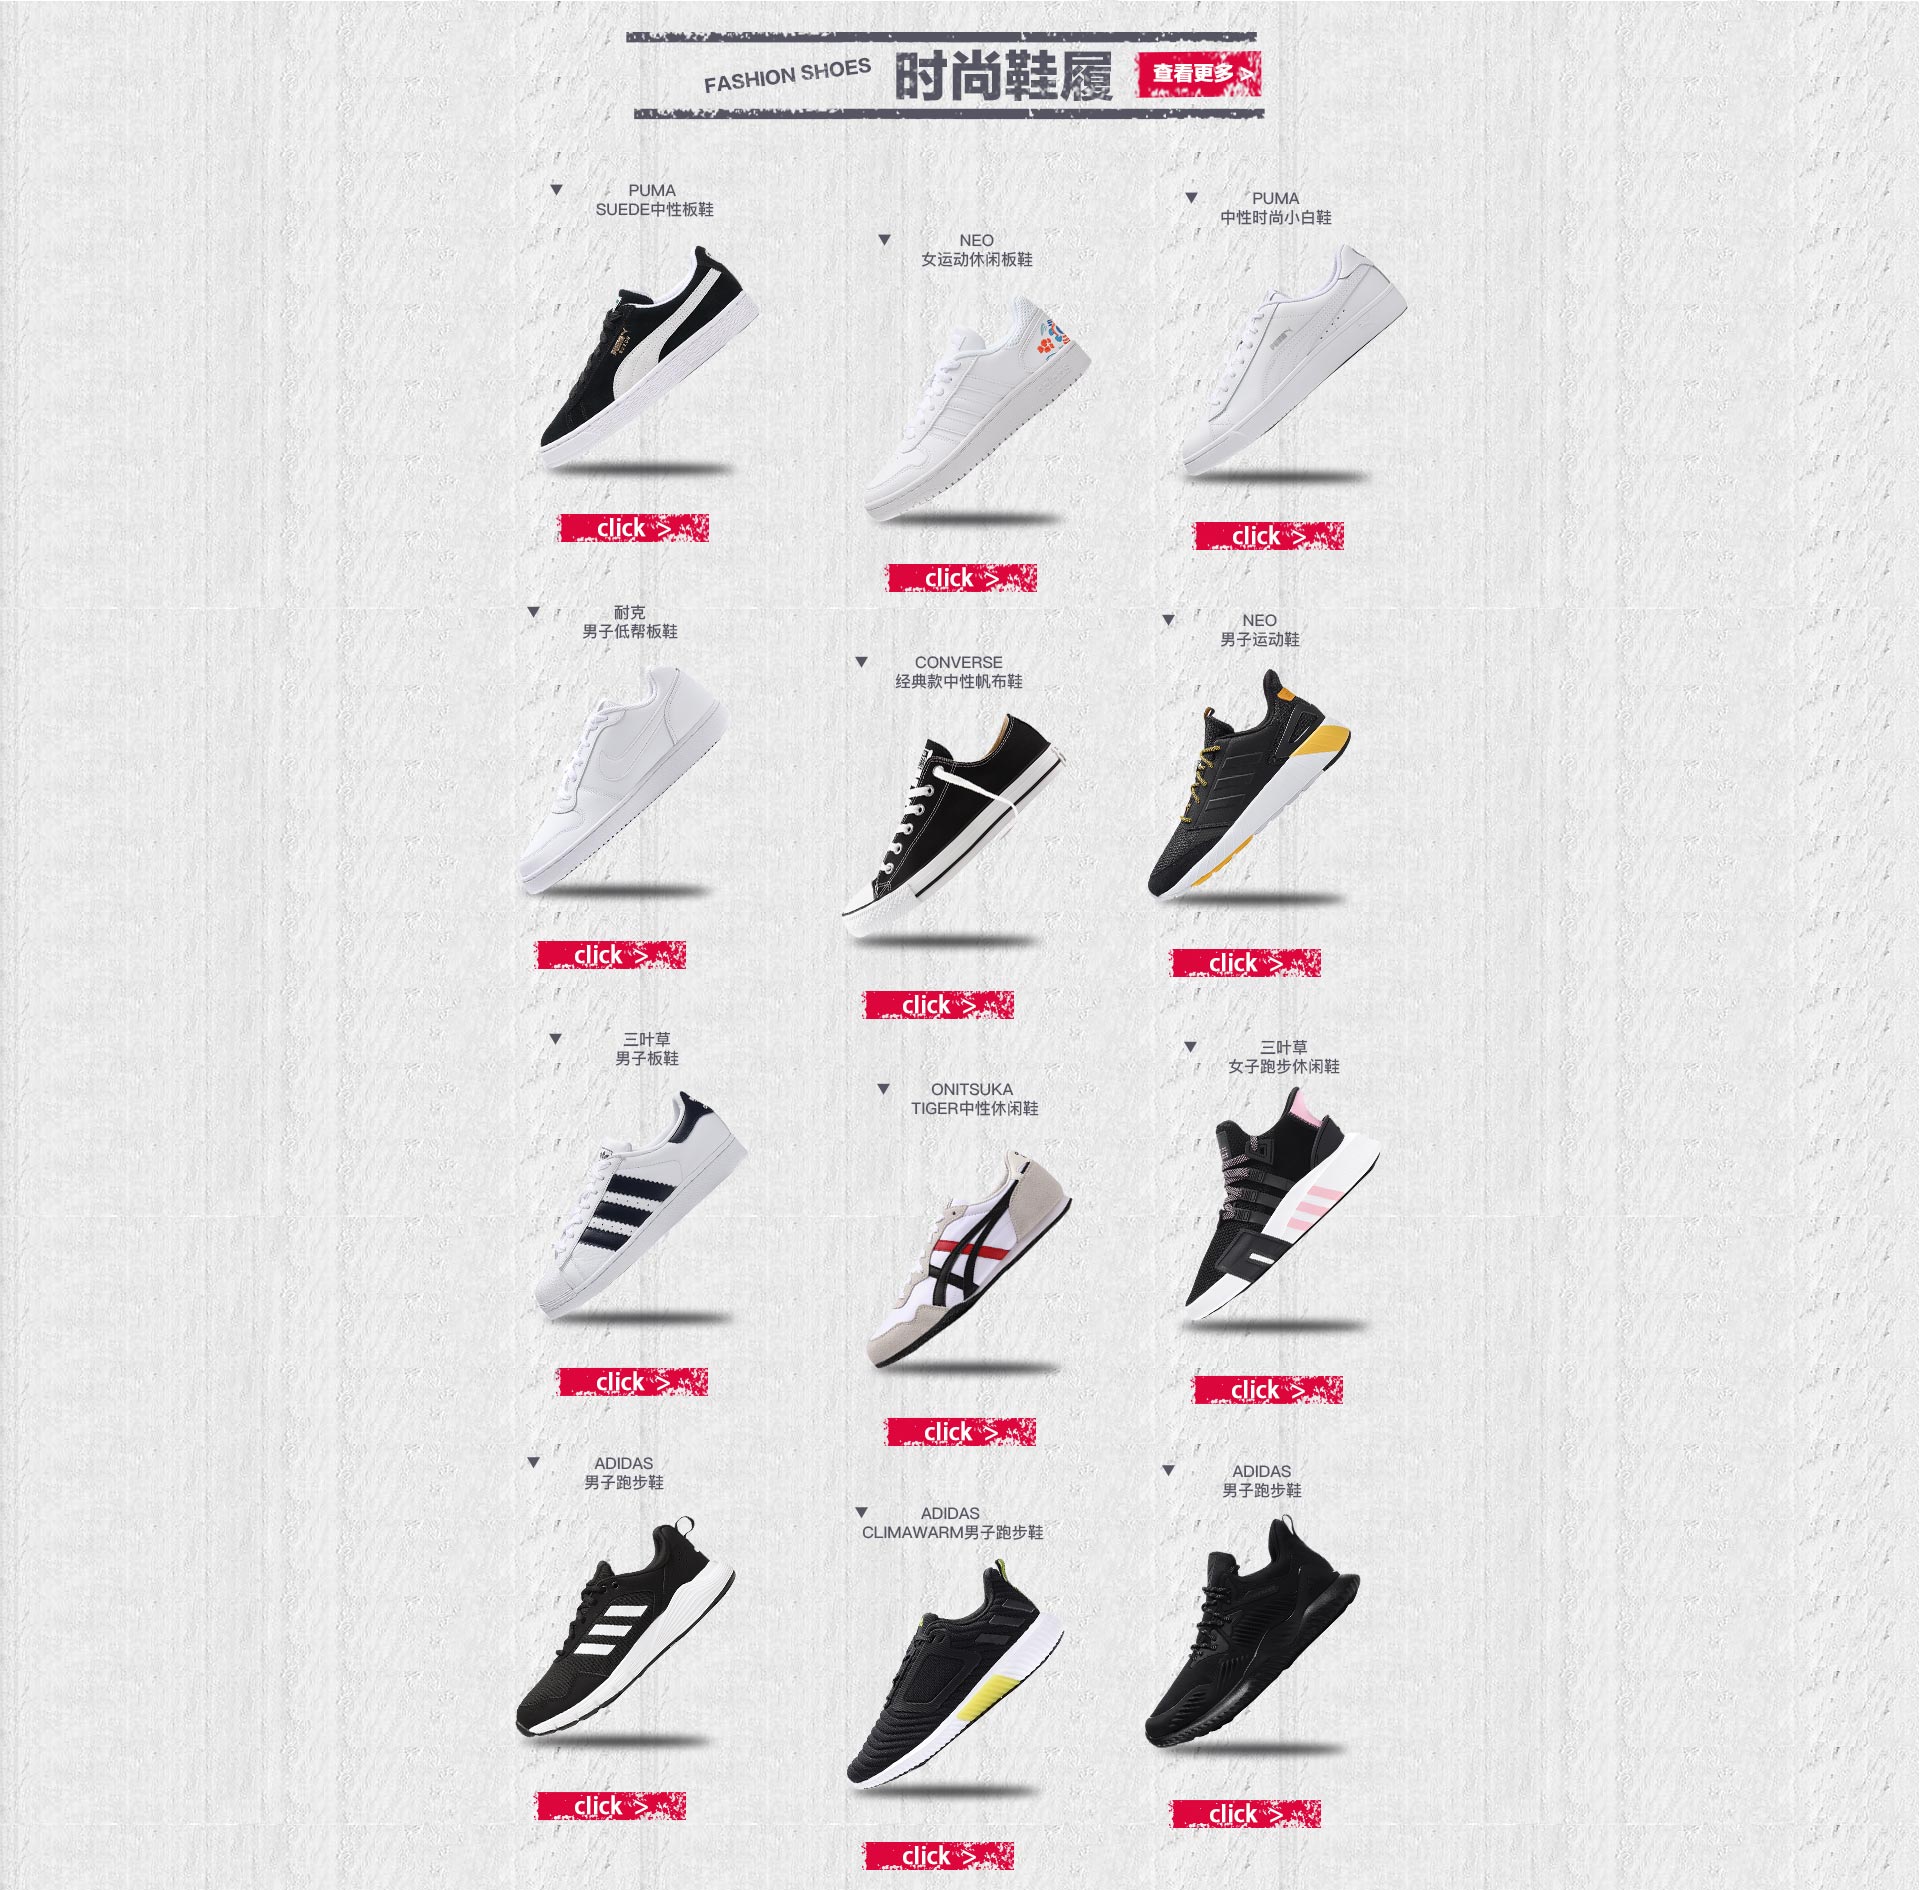 FASHION SHOES 时尚鞋履 查看更多 >
PUMA
SUEDE中性板鞋
click >
NEO
女运动休闲板鞋
click >
PUMA
中性时尚小白鞋
click >
耐克
男子低帮板鞋
click >
CONVERSE
经典款中性帆布鞋
click >
NEO
男子运动鞋
click >
三叶草
男子板鞋
click >
ONITSUKA
TIGER中性休闲鞋
click >
三叶草
女子跑步休闲鞋
click >
ADIDAS
男子跑步鞋
click >
ADIDAS
CLIMAWARM男子跑步鞋
click >
ADIDAS
男子跑步鞋
click >